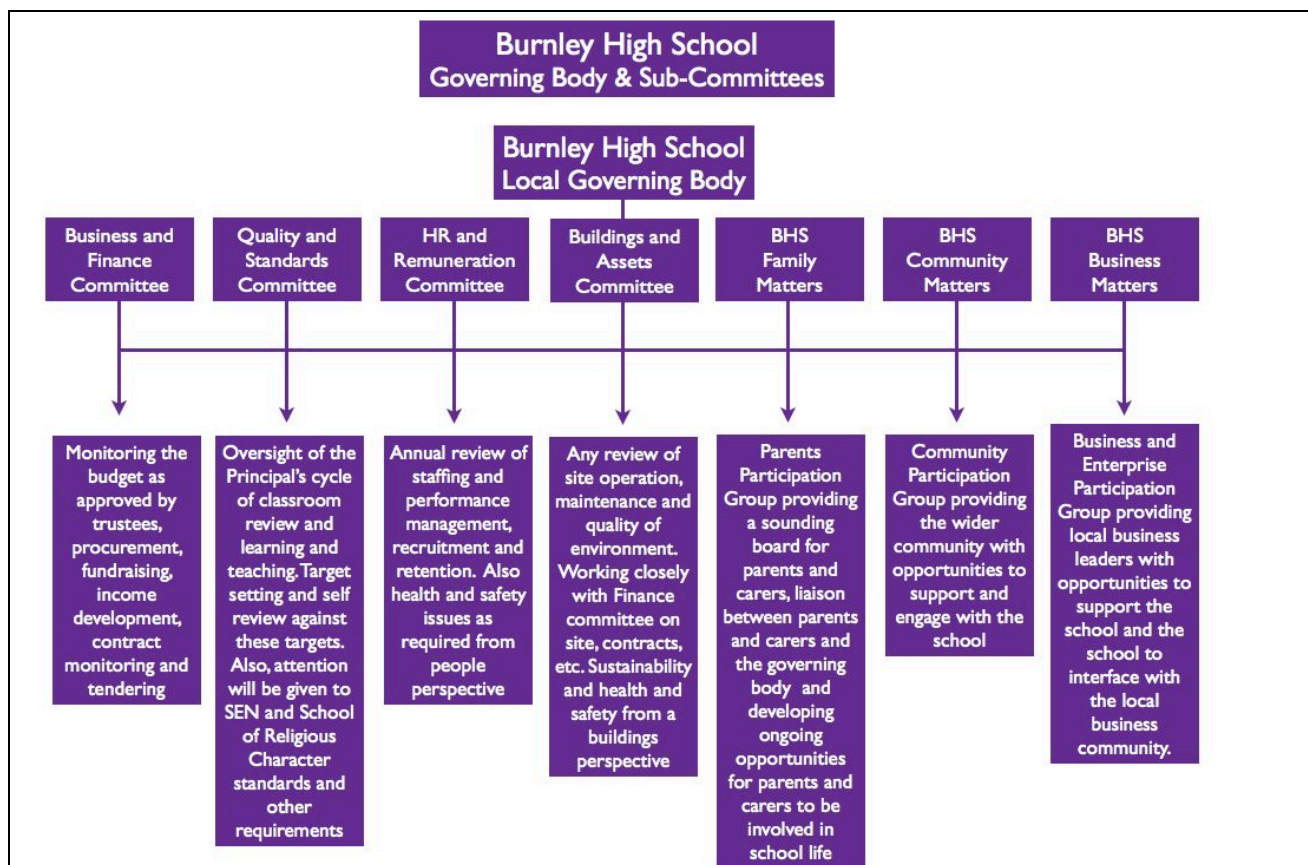 Burnley High School
Governing Body & Sub-Committees
Burnley High School
Local Governing Body
Business and
Finance
Committee
Quality and
Standards
Committee
HR and
Remuneration
Committee
Buildings and
Assets
Committee
BHS
Family
Matters
BHS
Community
Matters
BHS
Business
Matters
Monitoring the
budget as
approved by
trustees,
procurement,
fundraising,
income
development,
contract
monitoring and
tendering
Oversight of the
Principal's cycle
of classroom
review and
learning and
teaching. Target
setting and self
review against
these targets.
Also, attention
will be given to
SEN and School
of Religious
Character
standards and
other
requirements
Annual review of
staffing and
performance
management,
recruitment and
retention. Also
health and safety
issues as
required from
people
perspective
Any review of
site operation,
maintenance and
quality of
environment.
Working closely
with Finance
committee on
site, contracts,
etc. Sustainability
and health and
safety from a
buildings
perspective
Parents
Participation
Group providing
a sounding
board for
parents and
carers, liaison
between parents
and carers and
the governing
body and
developing
ongoing
opportunities
for parents and
carers to be
involved in
school life
Community
Participation
Group providing
the wider
community with
opportunities to
support and
engage with the
school
Business and
Enterprise
Participation
Group providing
local business
leaders with
opportunities to
support the
school and the
school to
interface with
the local
business
community.